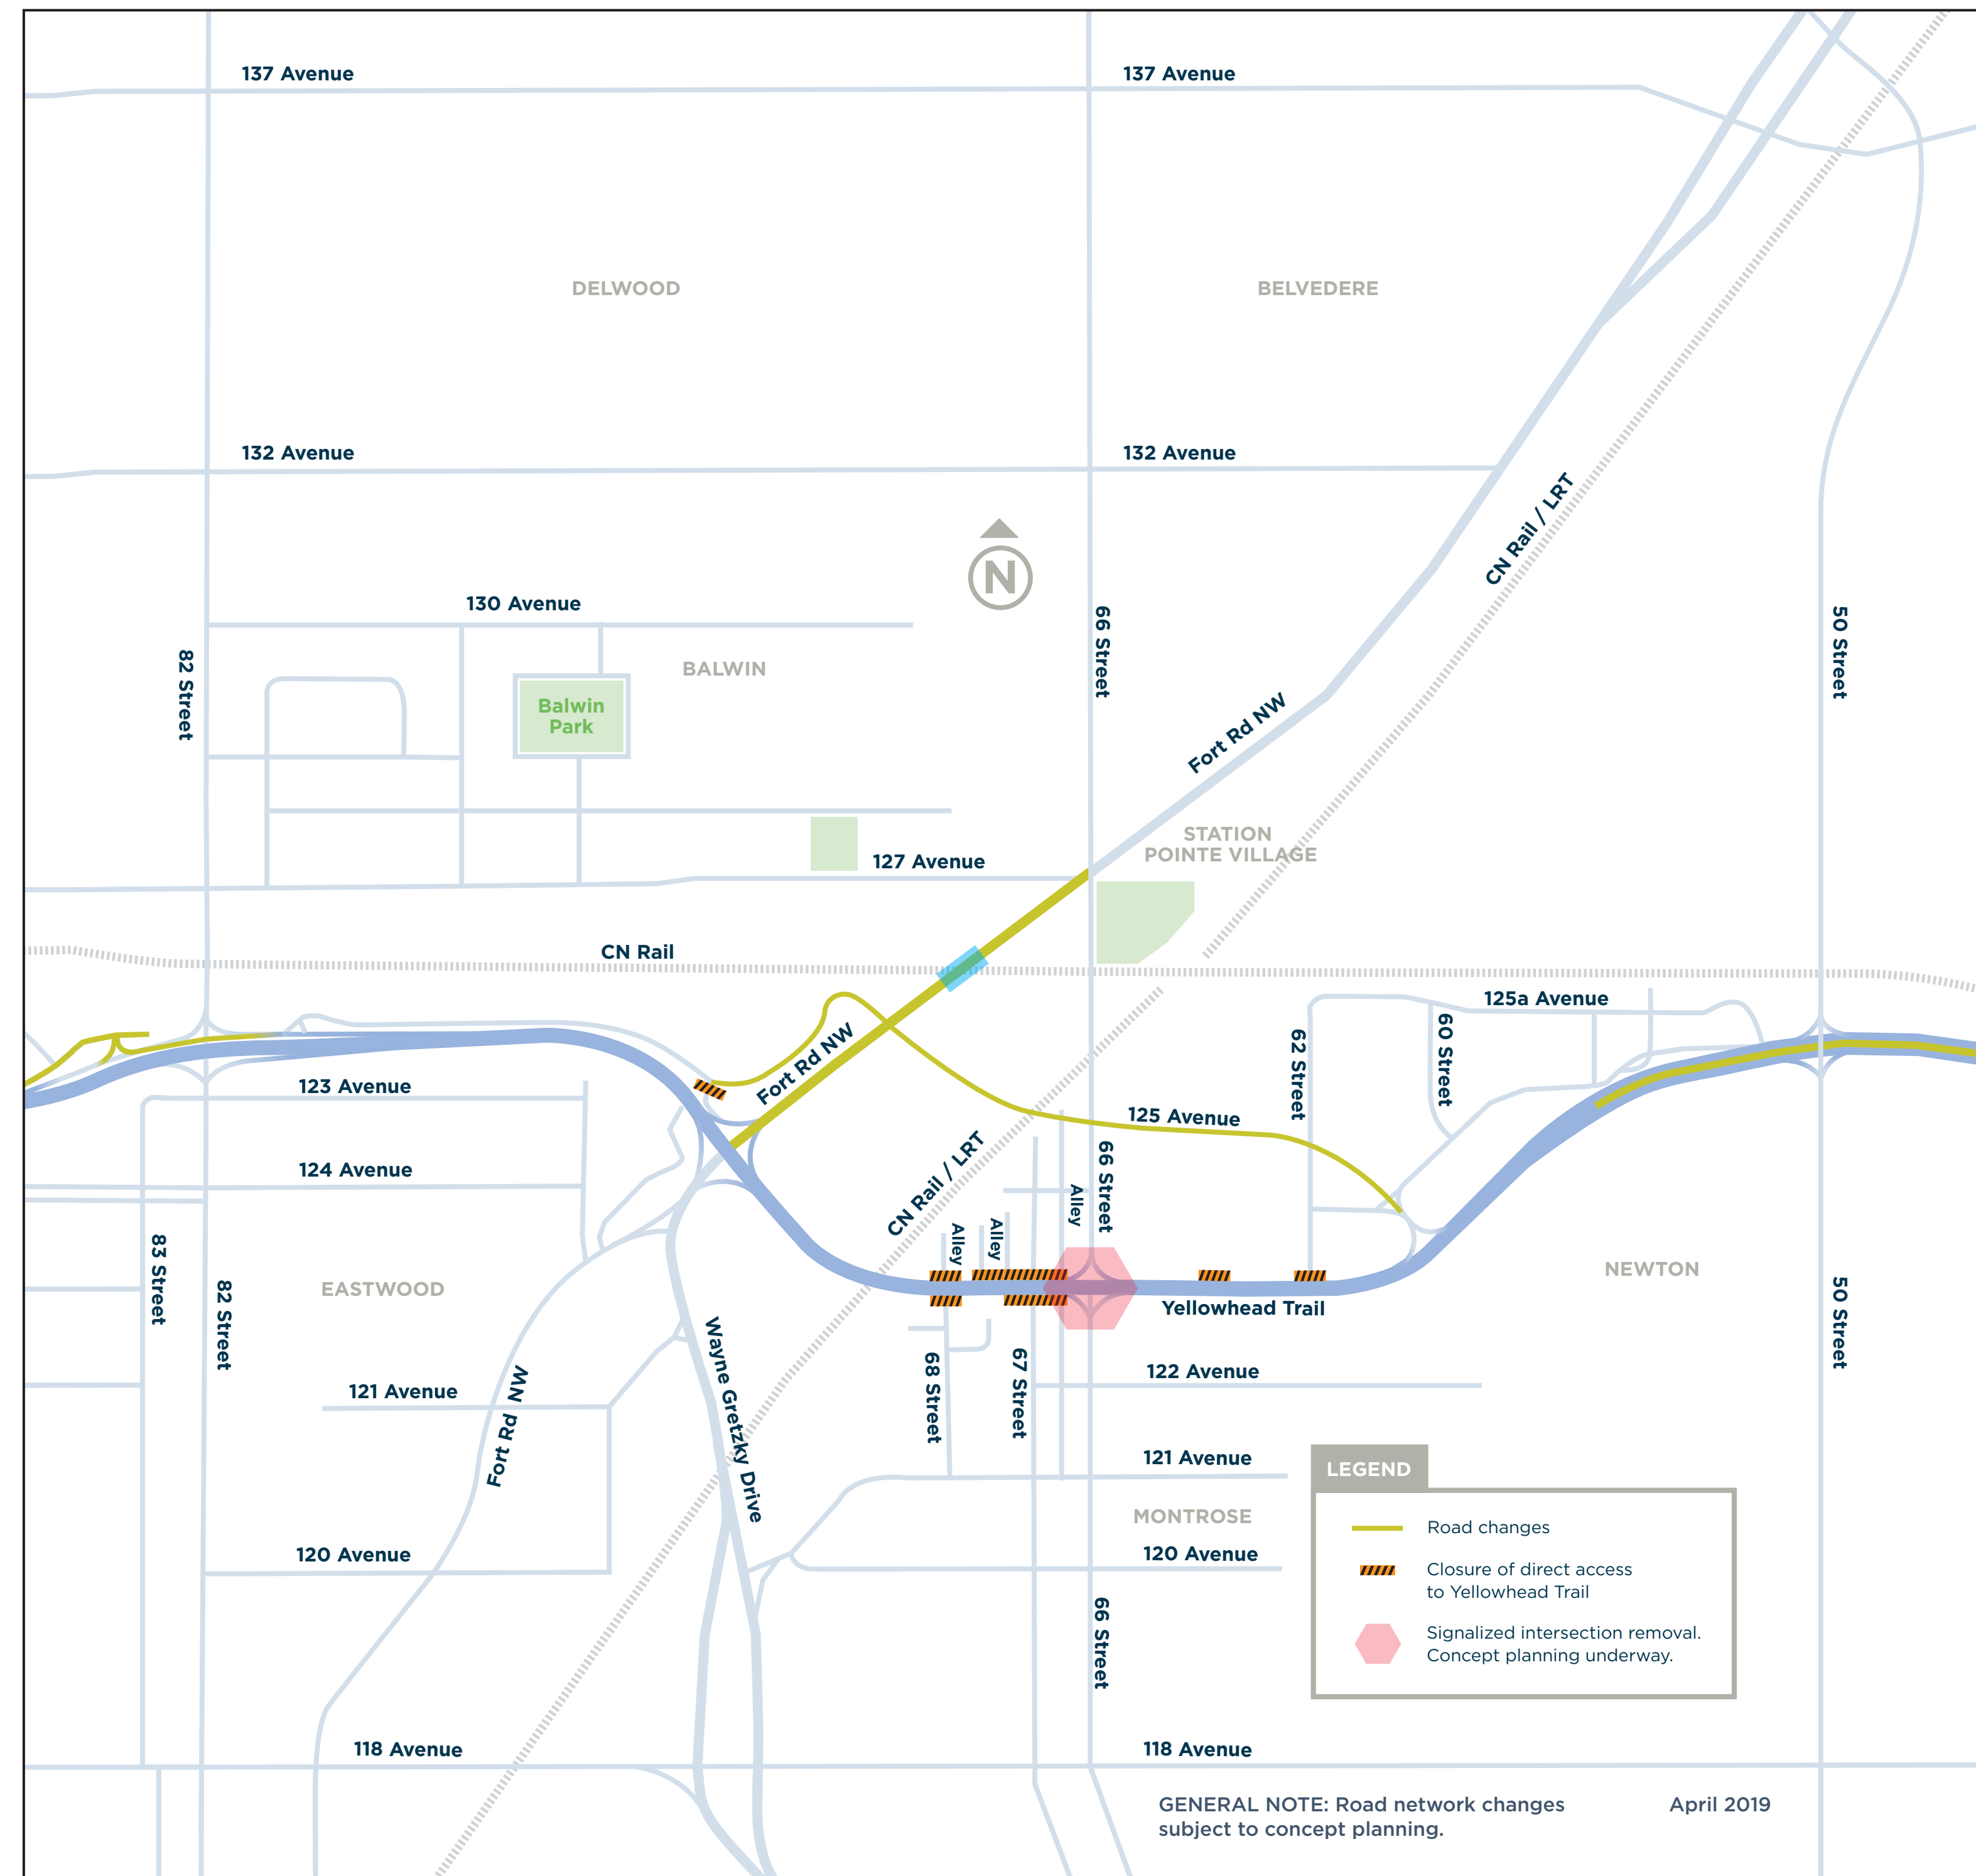 137 Avenue
137 Avenue
DELWOOD
BELVEDERE
132 Avenue
132 Avenue
CN Rail / LRT
N
130 Avenue
66 Street
50 Street
82 Street
BALWIN
Balwin
Park
Fort Rd NW
STATION
POINTE VILLAGE
127 Avenue
CN Rail
125a Avenue
60 Street
62 Street
Fort Rd NW
123 Avenue
125 Avenue
CN Rail / LRT
66 Street
124 Avenue
Alley
Alley
Alley
83 Street
82 Street
EASTWOOD
NEWTON
50 Street
Yellowhead Trail
Wayne Gretzky Drive
68 Street
67 Street
122 Avenue
121 Avenue
Fort Rd NW
121 Avenue
MONTROSE
120 Avenue
120 Avenue
66 Street
LEGEND
Road changes
Closure of direct access
to Yellowhead Trail
Signalized intersection removal.
Concept planning underway.
118 Avenue
118 Avenue
GENERAL NOTE: Road network changes
subject to concept planning.
April 2019